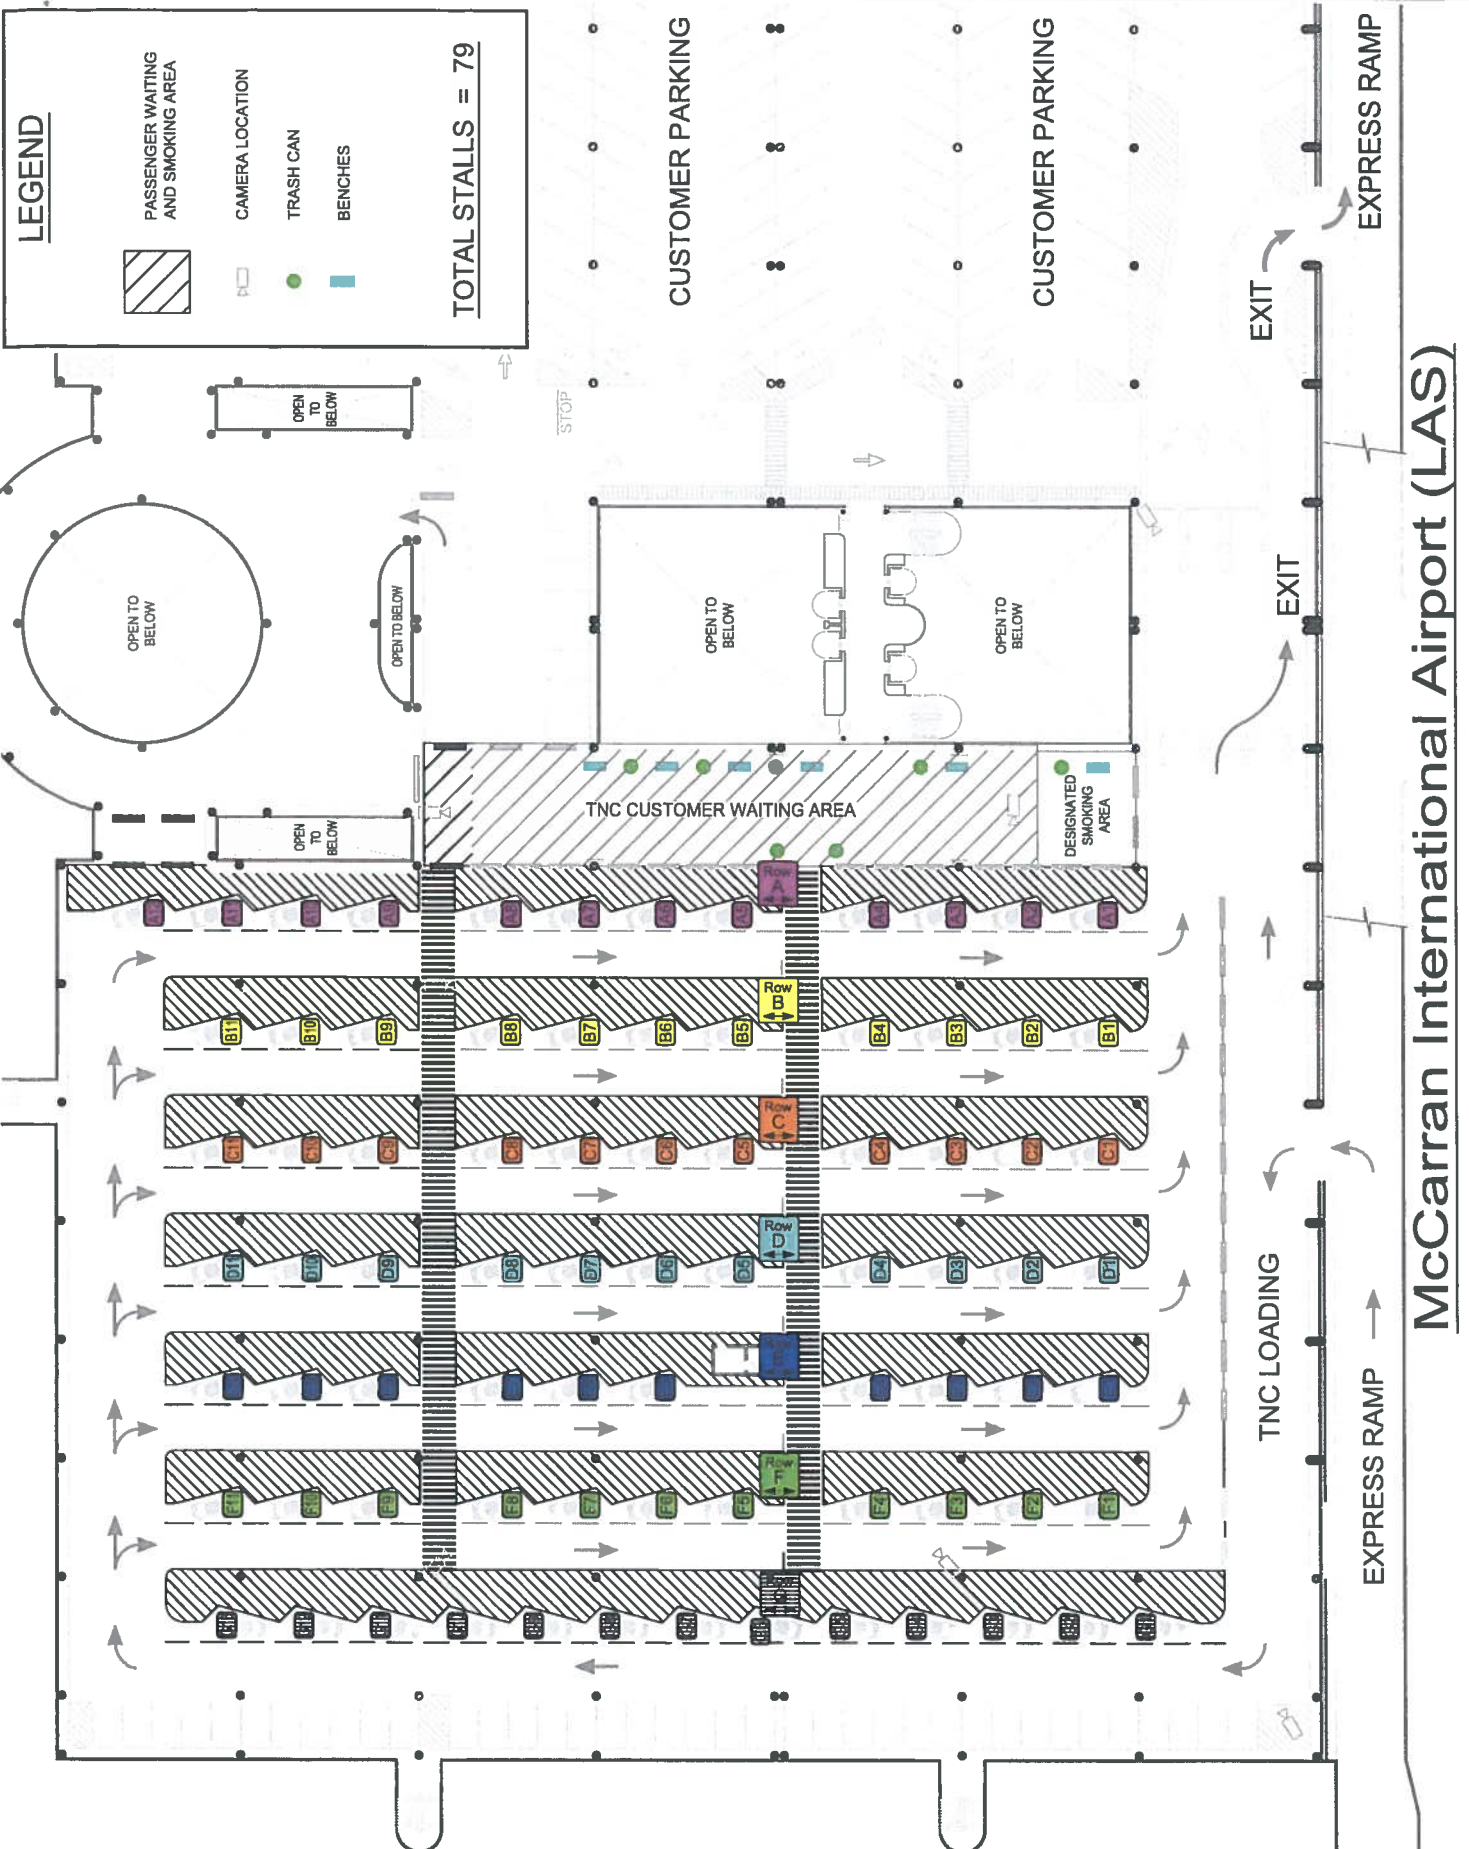 LEGEND
PASSENGER WAITING
AND SMOKING AREA
CAMERA LOCATION
TRASH CAN
BENCHES
TOTAL STALLS = 79
CUSTOMER PARKING
CUSTOMER PARKING
EXPRESS RAMP
EXIT
STOP
OPEN
TO
BELOW
OPEN TO
BELOW
OPEN TO BELOW
OPEN TO
BELOW
OPEN TO
BELOW
EXIT
OPEN
TO
BELOW
TNC CUSTOMER WAITING AREA
DESIGNATED
SMOKING
AREA
Row
A
A9
A8
A7
A6
A5
A4
A3
A2
A1
Row
B
B11
B10
B9
B8
B7
B6
B5
B4
B3
B2
B1
Row
C
C9
C8
C7
C6
C5
C4
C3
C2
C1
Row
D
D11
D10
D9
D8
D7
D6
D5
D4
D3
D2
D1
Row
F
F11
F10
F9
F8
F7
F6
F5
F4
F3
F2
F1
TNC LOADING
EXPRESS RAMP
McCarran International Airport (LAS)